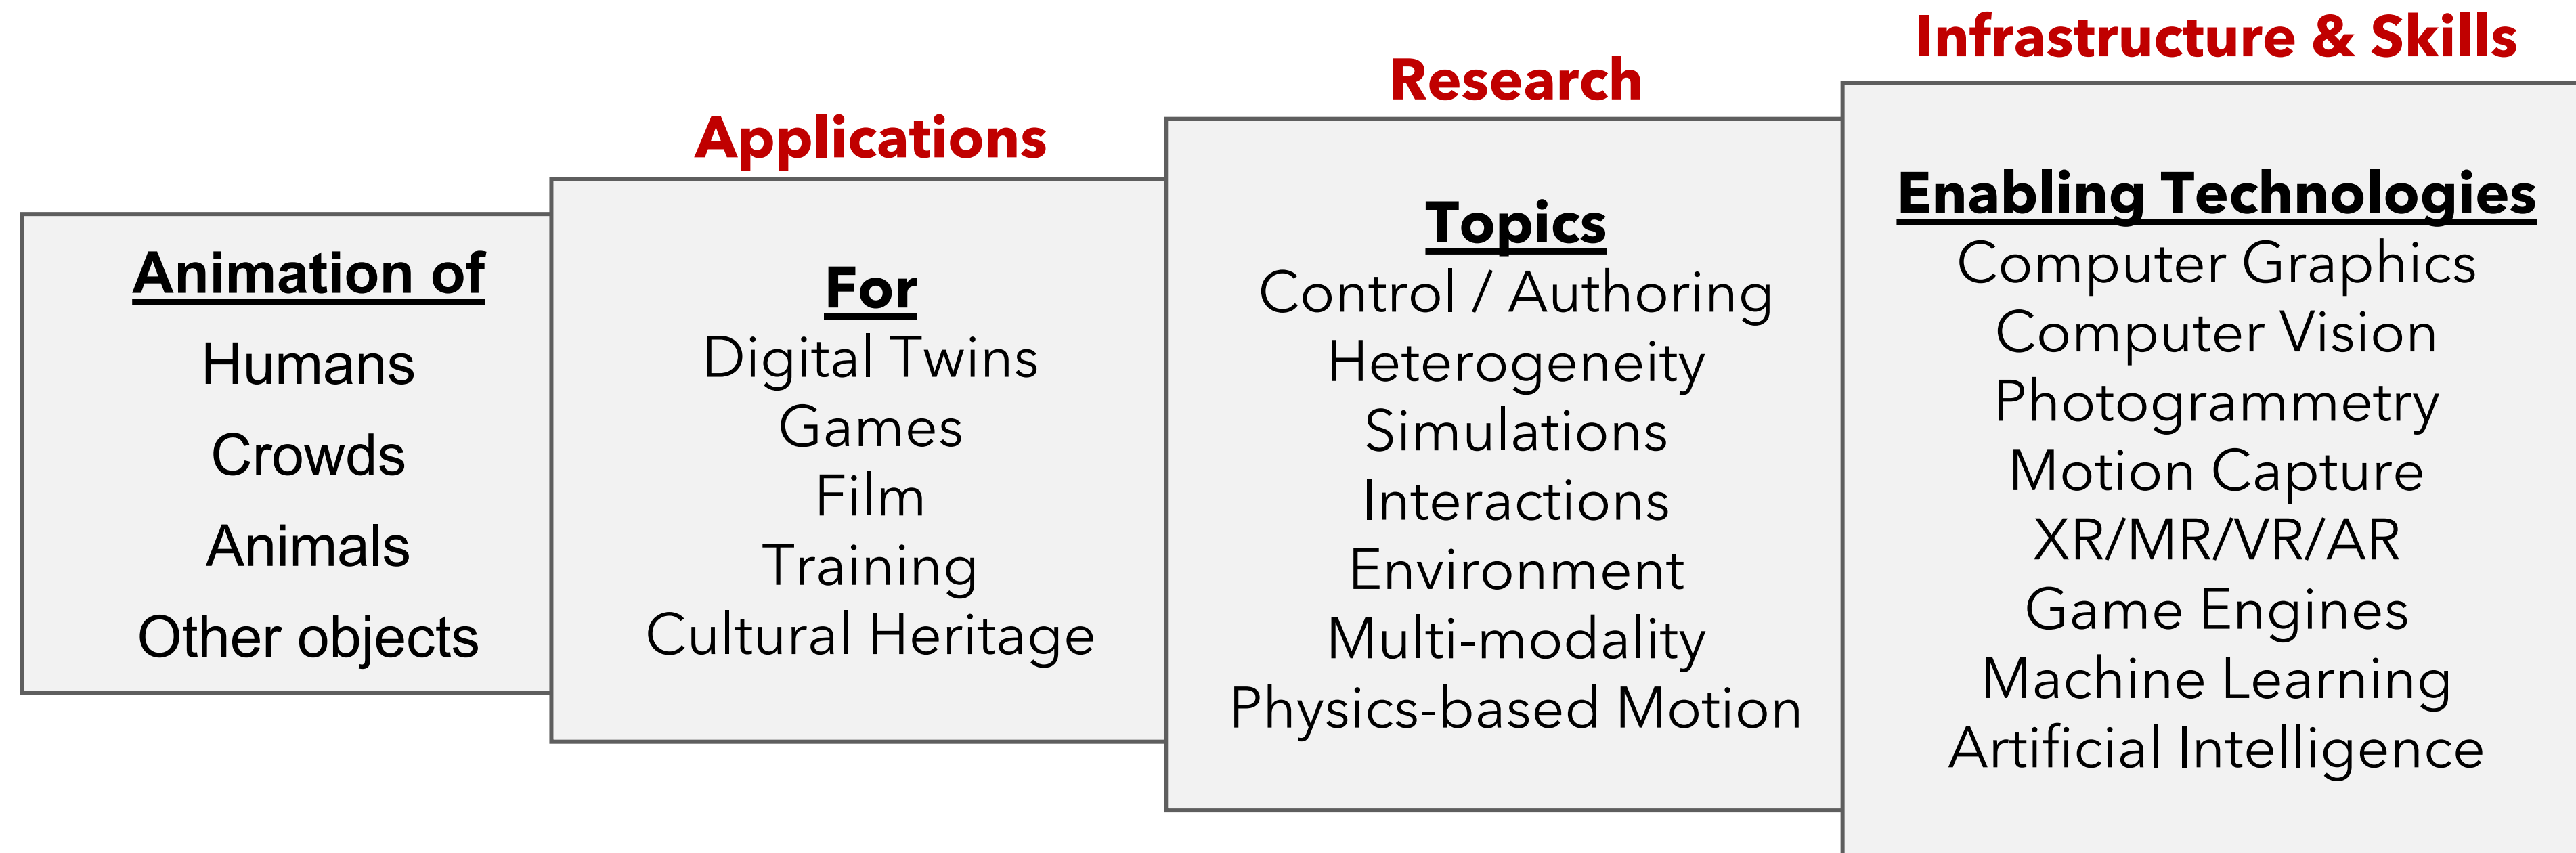 Animation of
Humans
Crowds
Animals
Other objects
Applications
For
Digital Twins
Games
Film
Training
Cultural Heritage
Research
Topics
Control / Authoring
Heterogeneity
Simulations
Interactions
Environment
Multi-modality
Physics-based Motion
Infrastructure & Skills
Enabling Technologies
Computer Graphics
Computer Vision
Photogrammetry
Motion Capture
XR/MR/VR/AR
Game Engines
Machine Learning
Artificial Intelligence